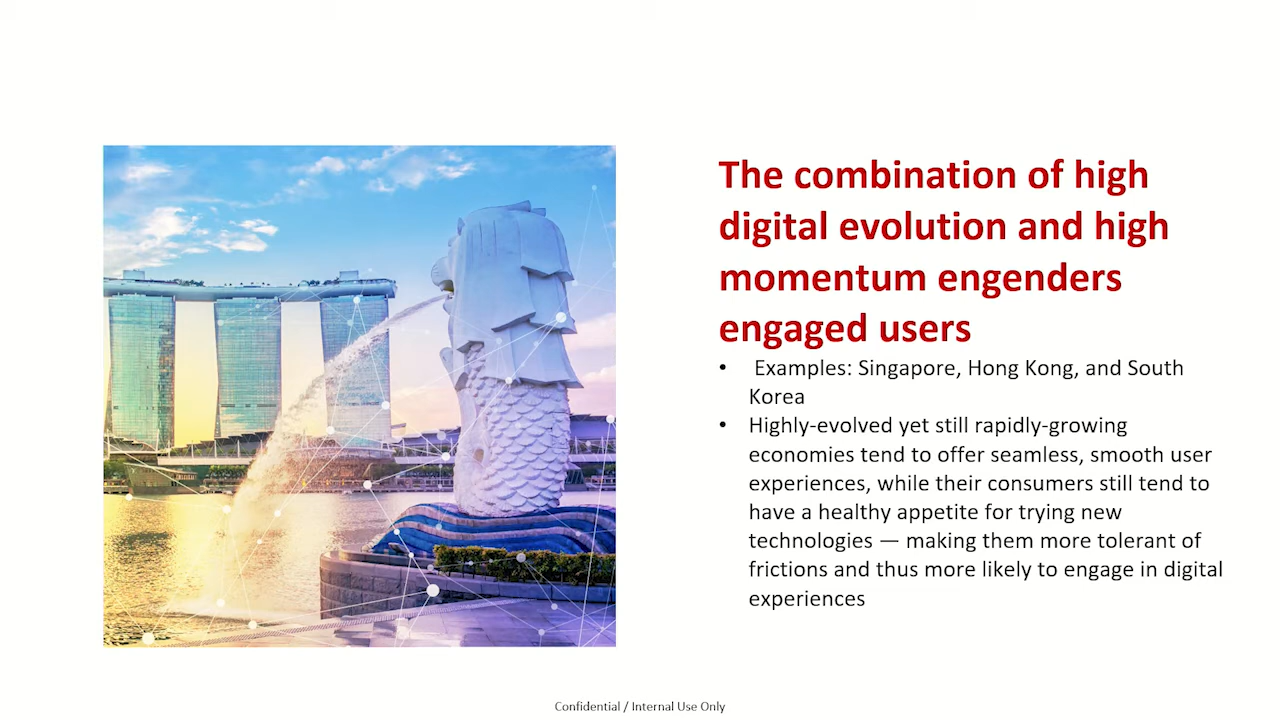 The combination of high
digital evolution and high
momentum engenders
engaged users
• Examples: Singapore, Hong Kong, and South
Korea
• Highly-evolved yet still rapidly-growing
economies tend to offer seamless, smooth user
experiences, while their consumers still tend to
have a healthy appetite for trying new
technologies — making them more tolerant of
frictions and thus more likely to engage in digital
experiences
Confidential / Internal Use Only